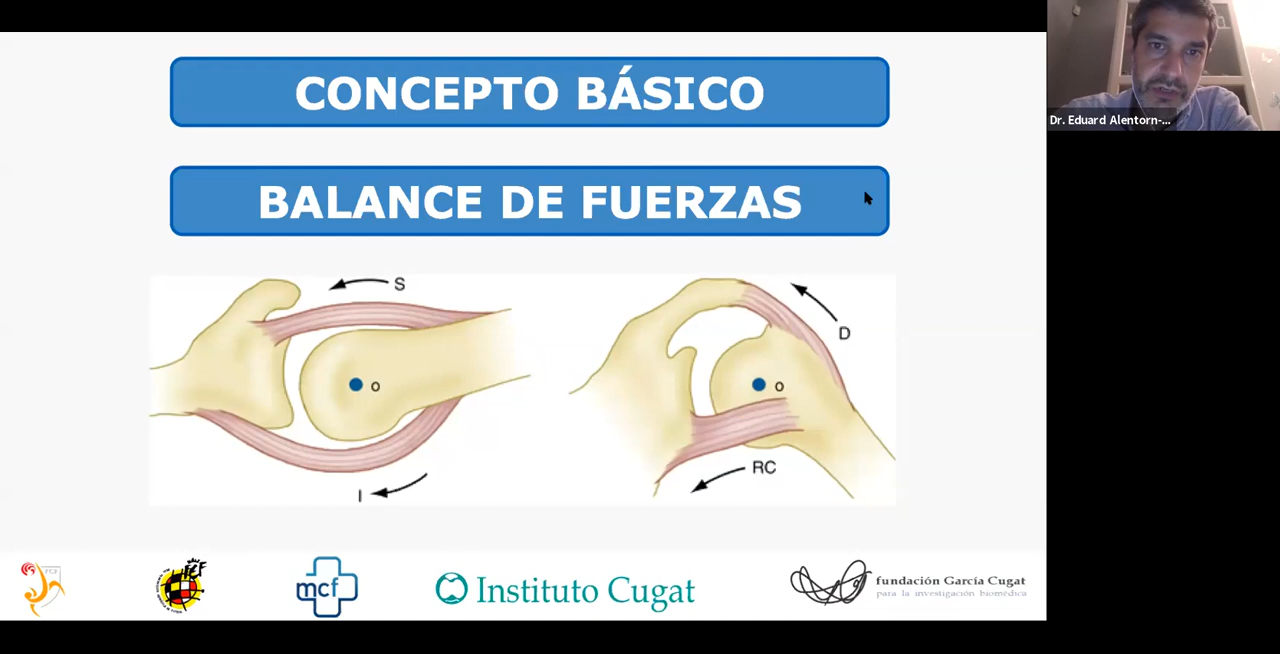 CONCEPTO BÁSICO
Dr. Eduard Alentorn-...
BALANCE DE FUERZAS
S
D
o
o
RC
I
FCF
mcf
Instituto Cugat
fundación García Cugat
para la investigación biomédica